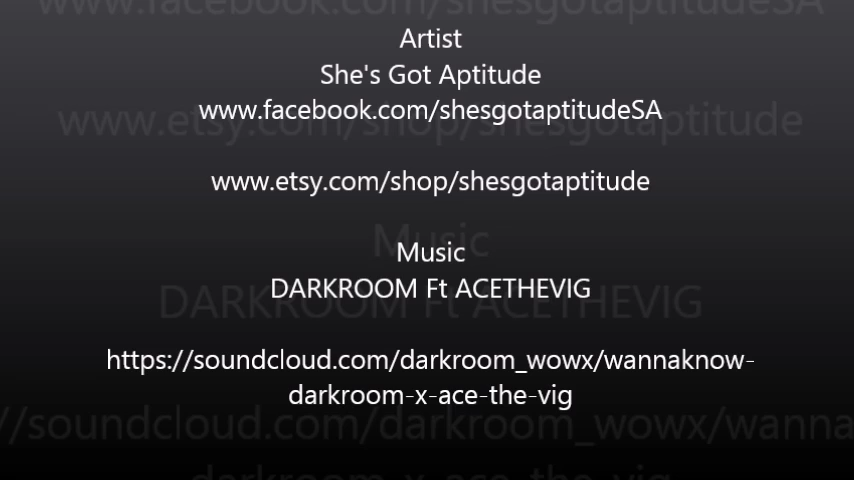 Artist
She's Got Aptitude
www.facebook.com/shesgotaptitudeSA
www.etsy.com/shop/shesgotaptitude
Music
DARKROOM Ft ACETHEVIG
https://soundcloud.com/darkroom_wowx/wannaknow-
darkroom-x-ace-the-vig